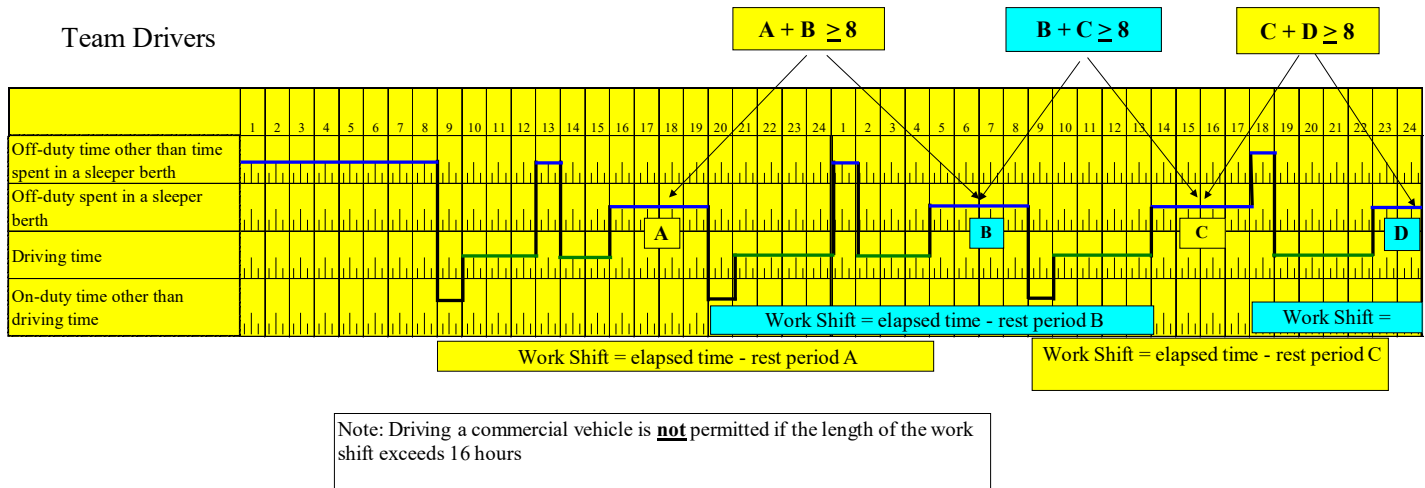 Team Drivers
A + B ≥ 8
B + C ≥ 8
C + D ≥ 8
1 2 3 4 5 6 7 8 9 10 11 12 13 14 15 16 17 18 19 20 21 22 23 24 1 2 3 4 5 6 7 8 9 10 11 12 13 14 15 16 17 18 19 20 21 22 23 24
Off-duty time other than time
spent in a sleeper berth
Off-duty spent in a sleeper
berth
A
B
C
D
Driving time
On-duty time other than
driving time
Work Shift = elapsed time - rest period B
Work Shift =
Work Shift = elapsed time - rest period A
Work Shift = elapsed time - rest period C
Note: Driving a commercial vehicle is not permitted if the length of the work
shift exceeds 16 hours